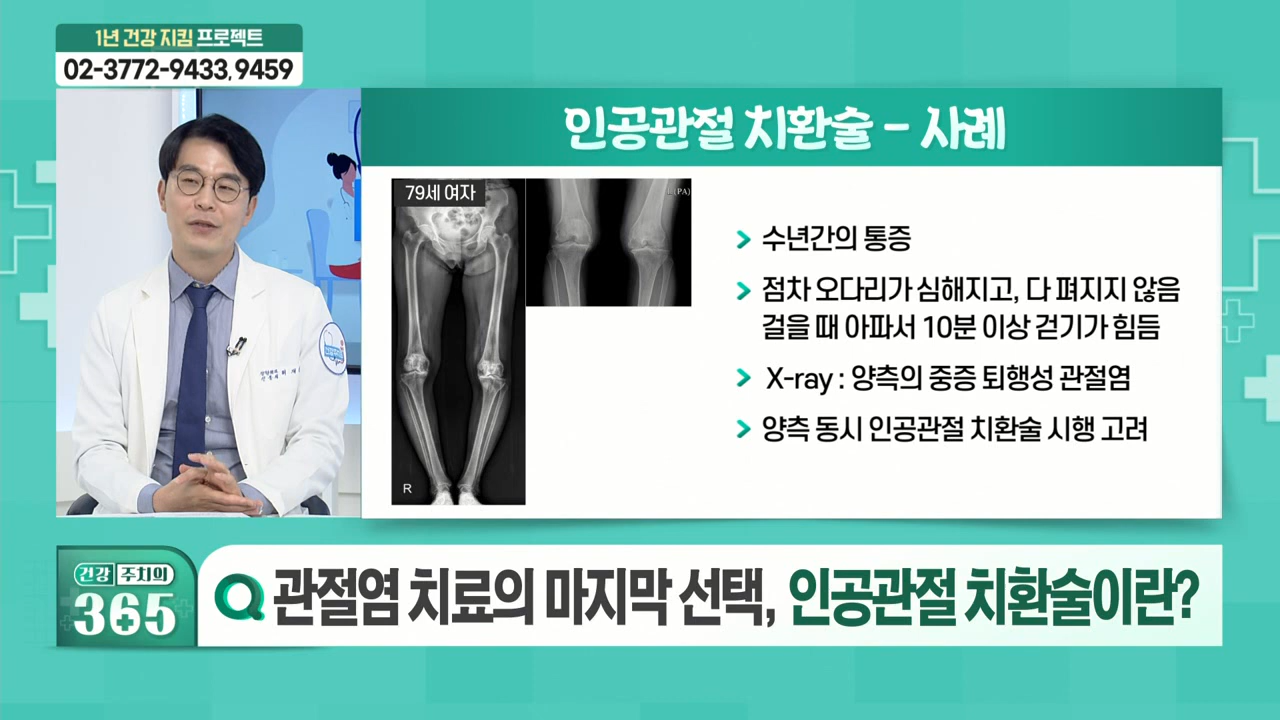 1년 건강 지킴 프로젝트
02-3772-9433, 9459
인공관절 치환술 - 사례
79세 여자
L (PA)
R
수년간의 통증
점차 오다리가 심해지고, 다 펴지지 않음
걸을 때 아파서 10분 이상 걷기가 힘듬
X-ray : 양측의 중증 퇴행성 관절염
양측 동시 인공관절 치환술 시행 고려
건강 주치의
365
Q 관절염 치료의 마지막 선택, 인공관절 치환술이란?